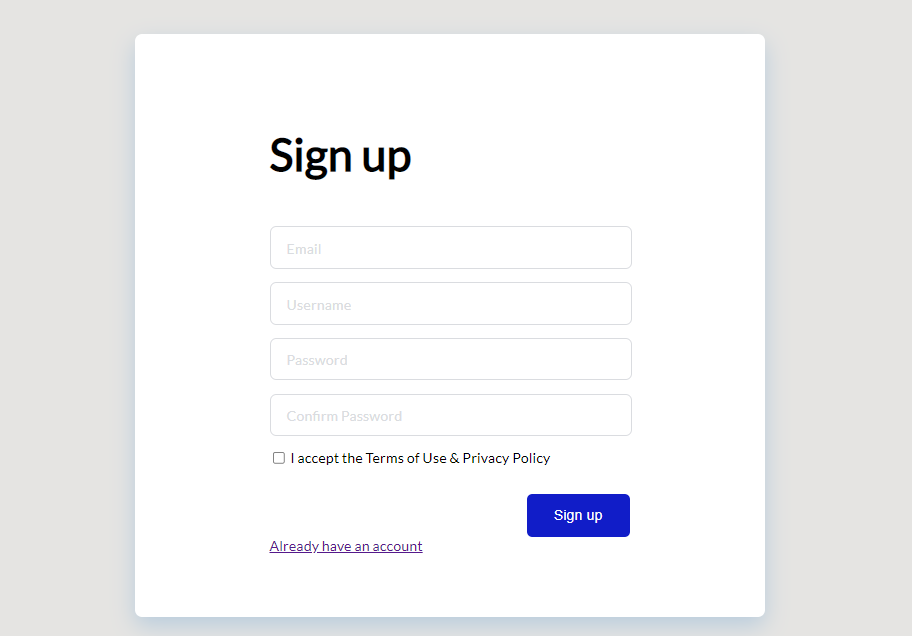 Sign up
Email
Username
Password
Confirm Password
I accept the Terms of Use & Privacy Policy
Sign up
Already have an account